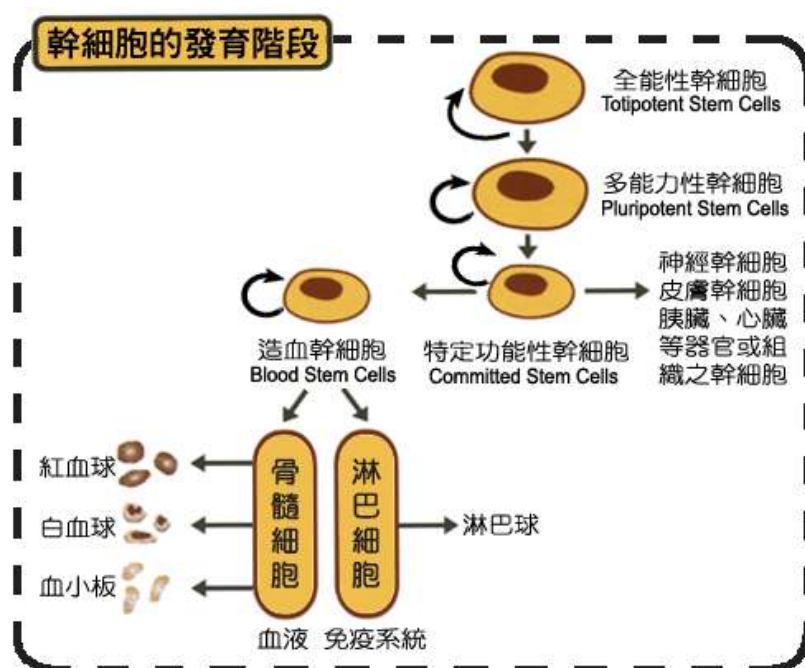 幹細胞的發育階段
全能性幹細胞
Totipotent Stem Cells
多能力性幹細胞
Pluripotent Stem Cells
神經幹細胞
皮膚幹細胞
胰臟、心臟
等器官或組
織之幹細胞
造血幹細胞
Blood Stem Cells
特定功能性幹細胞
Committed Stem Cells
紅血球
白血球
血小板
骨髓細胞
淋巴細胞
淋巴球
血液
免疫系統